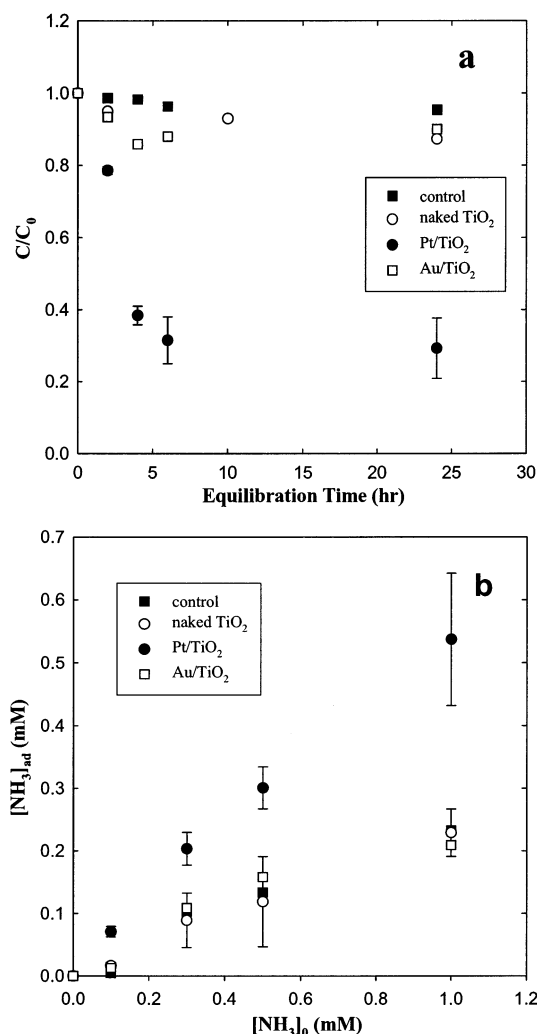 a
1.2
1.0
0.8
0.6
0.4
0.2
0.0
C/C₀
control
naked TiO₂
Pt/TiO₂
Au/TiO₂
0 5 10 15 20 25 30
Equilibration Time (hr)
b
0.7
0.6
0.5
0.4
0.3
0.2
0.1
0.0
[NH₃]ad (mM)
control
naked TiO₂
Pt/TiO₂
Au/TiO₂
0.0 0.2 0.4 0.6 0.8 1.0 1.2
[NH₃]₀ (mM)